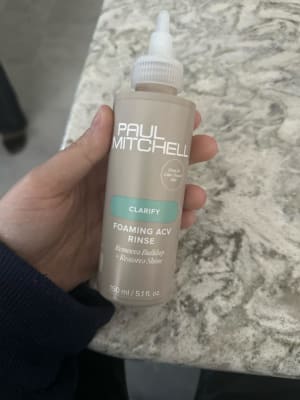 PAUL
MITCHELL
CLARIFY
FOAMING ACV
RINSE
Removes Buildup
+ Restores Shine
150 ml / 5.1 fl. oz